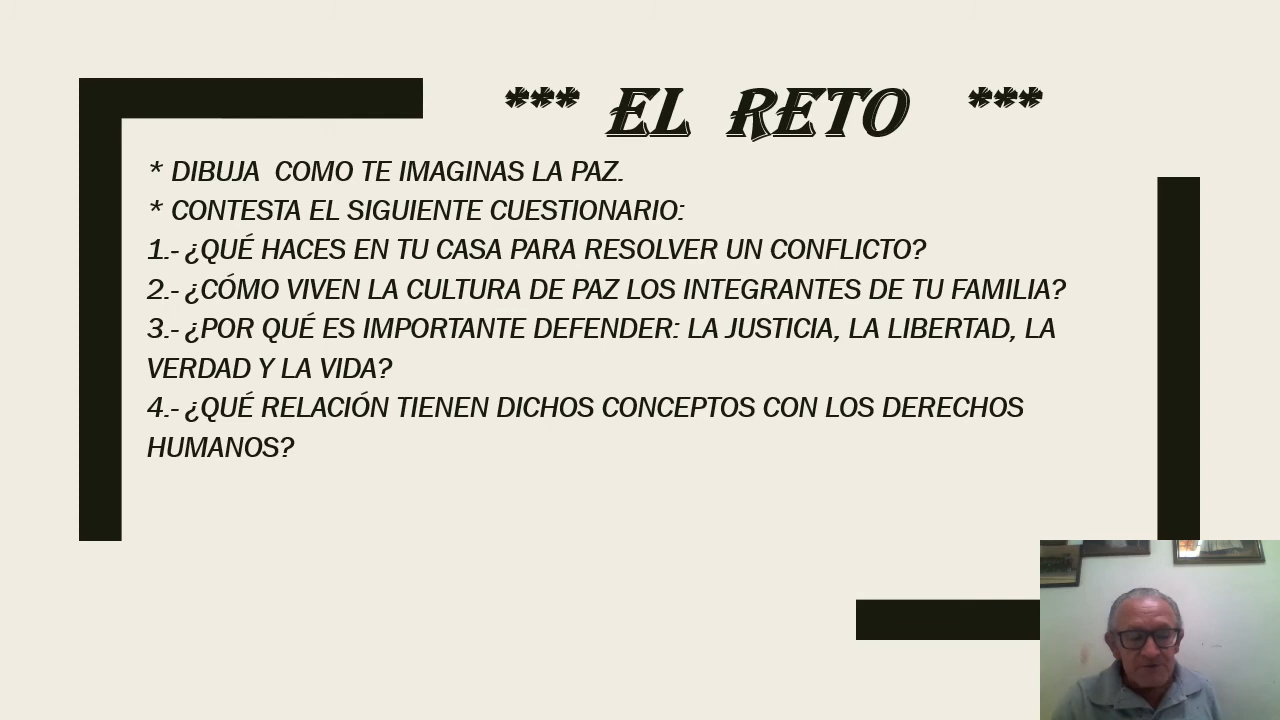 *** EL RETO ***
* DIBUJA COMO TE IMAGINAS LA PAZ.
* CONTESTA EL SIGUIENTE CUESTIONARIO:
1.- ¿QUÉ HACES EN TU CASA PARA RESOLVER UN CONFLICTO?
2.- ¿CÓMO VIVEN LA CULTURA DE PAZ LOS INTEGRANTES DE TU FAMILIA?
3.- ¿POR QUÉ ES IMPORTANTE DEFENDER: LA JUSTICIA, LA LIBERTAD, LA
VERDAD Y LA VIDA?
4.- ¿QUÉ RELACIÓN TIENEN DICHOS CONCEPTOS CON LOS DERECHOS
HUMANOS?